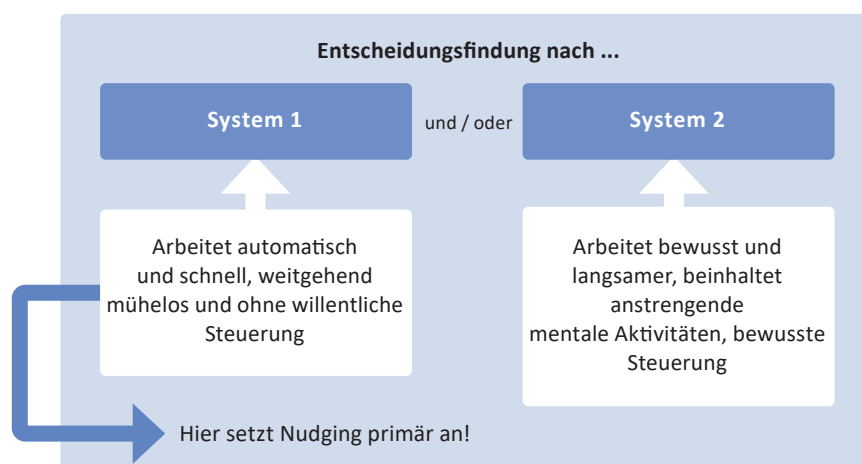 Entscheidungsfindung nach ...
System 1
und / oder
System 2
Arbeitet automatisch
und schnell, weitgehend
mühelos und ohne willentliche
Steuerung
Arbeitet bewusst und
langsamer, beinhaltet
anstrengende
mentale Aktivitäten, bewusste
Steuerung
Hier setzt Nudging primär an!